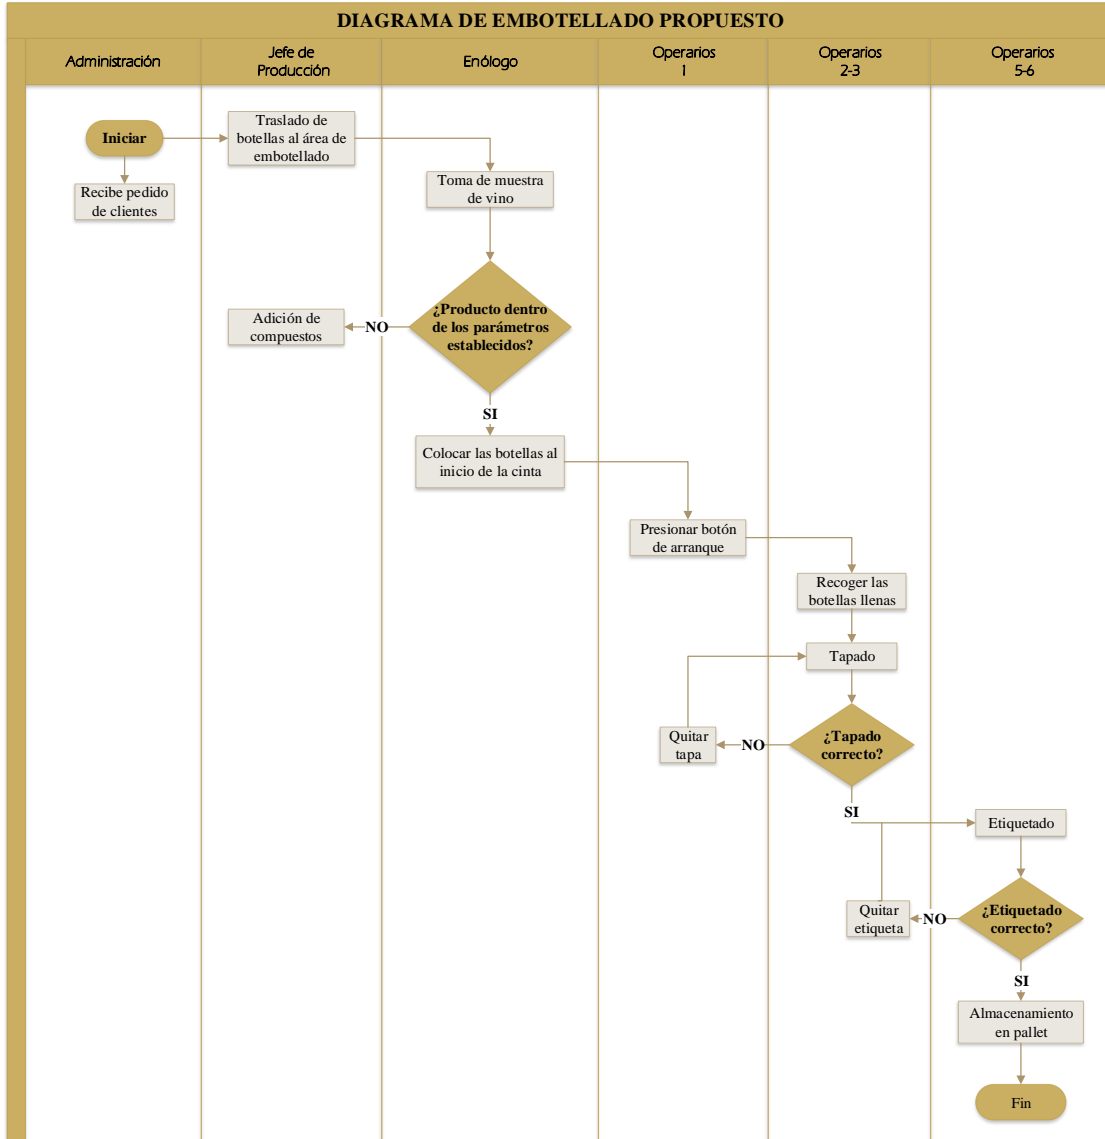 DIAGRAMA DE EMBOTELLADO PROPUESTO
Administración
Jefe de
Producción
Enólogo
Operarios
1
Operarios
2-3
Operarios
5-6
Iniciar
Traslado de
botellas al área de
embotellado
Recibe pedido
de clientes
Toma de muestra
de vino
¿Producto dentro
de los parámetros
establecidos?
NO
Adición de
compuestos
SI
Colocar las botellas al
inicio de la cinta
Presionar botón
de arranque
Recoger las
botellas llenas
Tapado
¿Tapado
correcto?
NO
Quitar
tapa
SI
Etiquetado
¿Etiquetado
correcto?
NO
Quitar
etiqueta
SI
Almacenamiento
en pallet
Fin